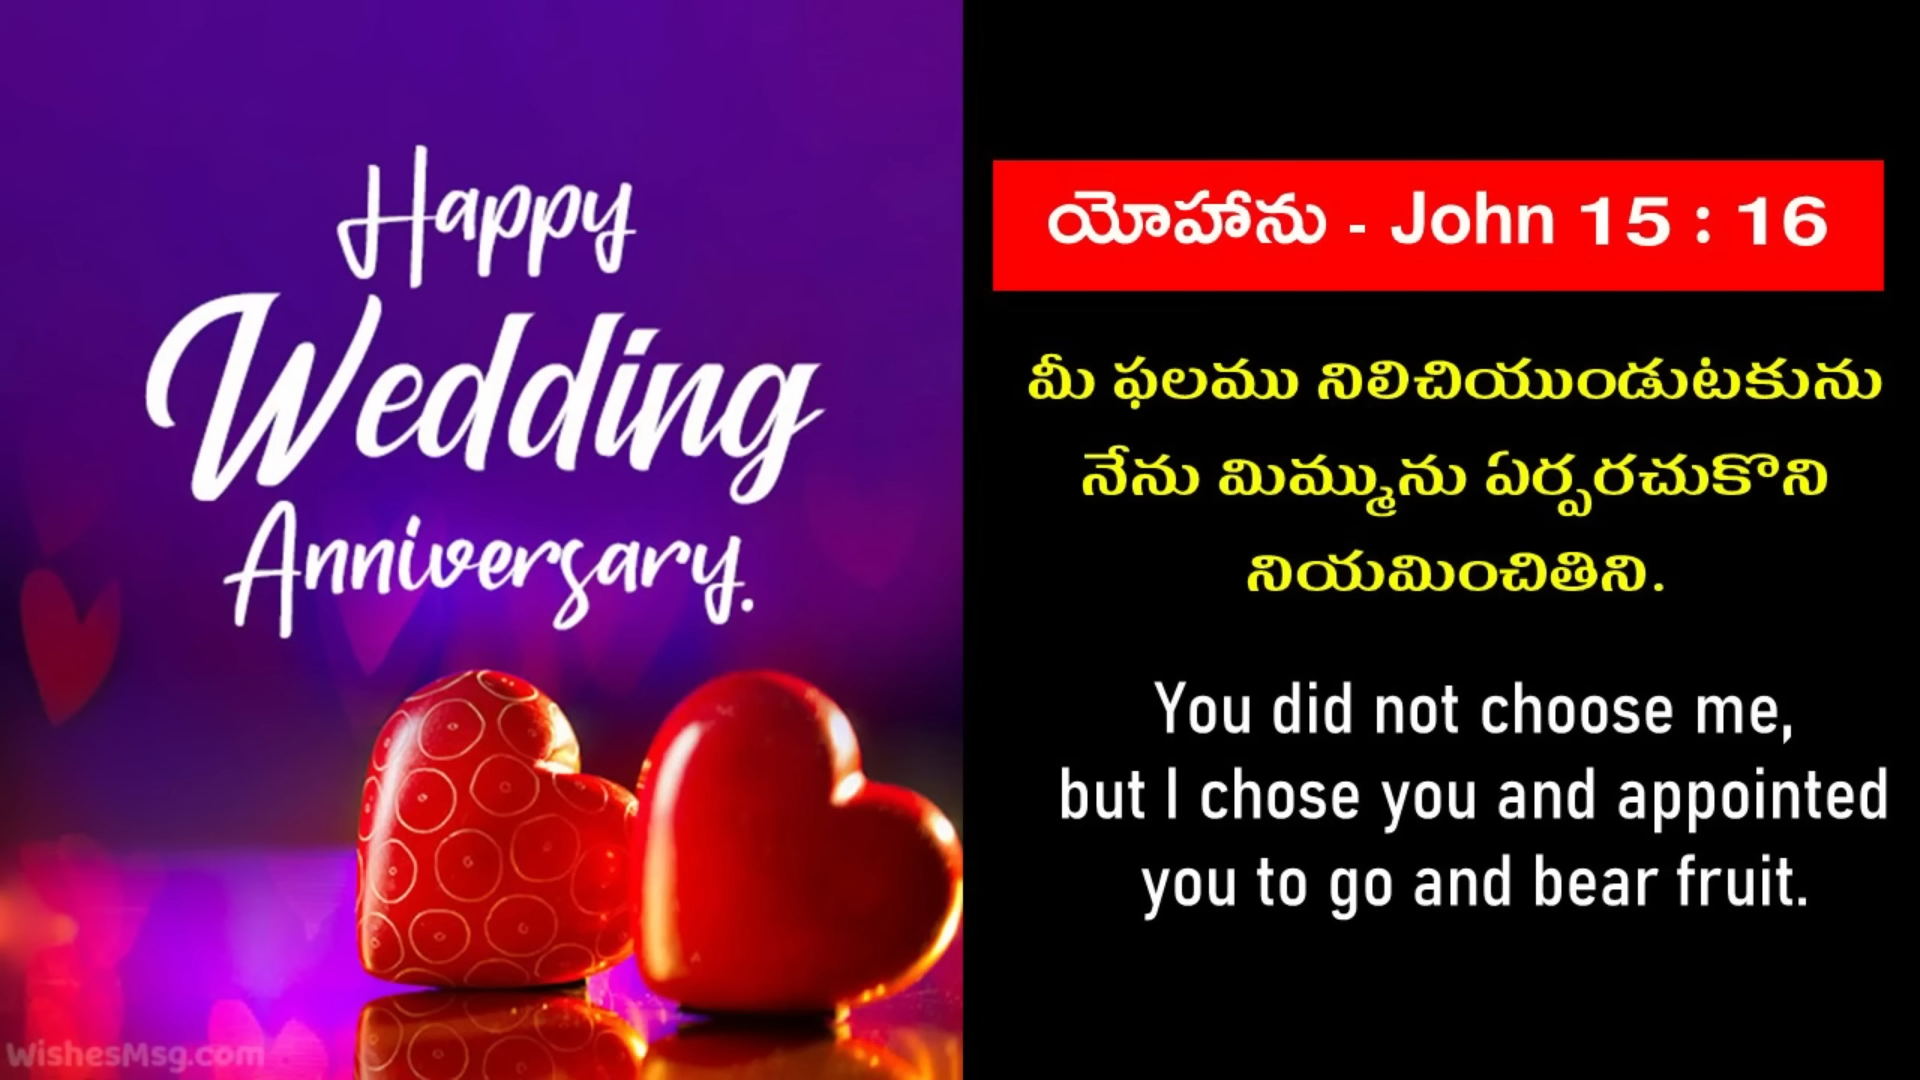 Happy
Wedding
Anniversary.
WishesMsg.com
యోహాను - John 15 : 16
మీ ఫలము నిలిచియుండుటకును
నేను మిమ్మును ఏర్పరచుకొని
నియమించితిని.
You did not choose me,
but I chose you and appointed
you to go and bear fruit.